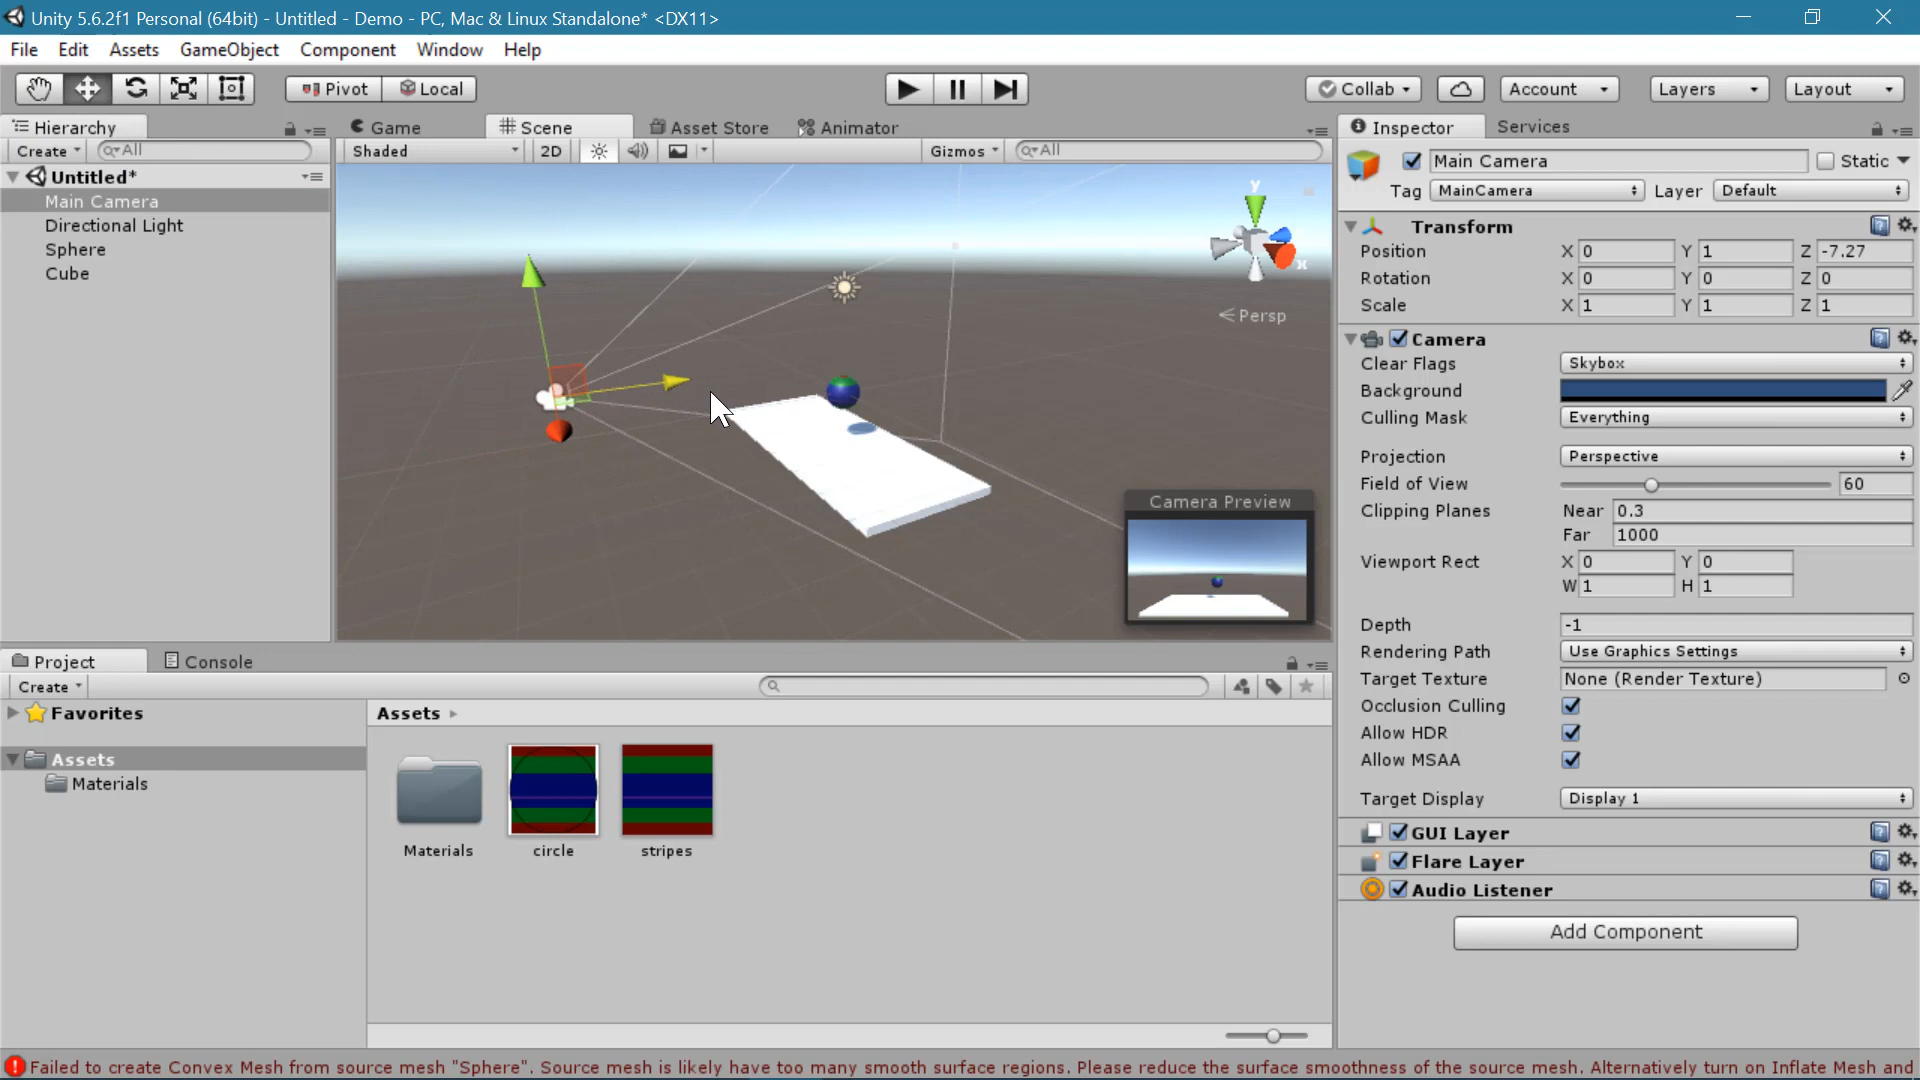 Unity 5.6.2f1 Personal (64bit) - Untitled - Demo - PC, Mac & Linux Standalone* <DX11>
File Edit Assets GameObject Component Window Help
Pivot Local Collab Account Layers Layout
Hierarchy Game Scene Asset Store Animator Inspector Services
Create All Shaded 2D Gizmos All
Untitled*
Main Camera
Directional Light
Sphere
Cube
y
x
Persp
Camera Preview
Main Camera Static
Tag MainCamera Layer Default
Transform
Position X 0 Y 1 Z -7.27
Rotation X 0 Y 0 Z 0
Scale X 1 Y 1 Z 1
Camera
Clear Flags Skybox
Background
Culling Mask Everything
Projection Perspective
Field of View 60
Clipping Planes Near 0.3
Far 1000
Viewport Rect X 0 Y 0
W 1 H 1
Depth -1
Rendering Path Use Graphics Settings
Target Texture None (Render Texture)
Occlusion Culling
Allow HDR
Allow MSAA
Target Display Display 1
GUI Layer
Flare Layer
Audio Listener
Add Component
Project Console
Create
Favorites
Assets
Materials
Assets
Materials circle stripes
Failed to create Convex Mesh from source mesh "Sphere". Source mesh is likely have too many smooth surface regions. Please reduce the surface smoothness of the source mesh. Alternatively turn on Inflate Mesh and